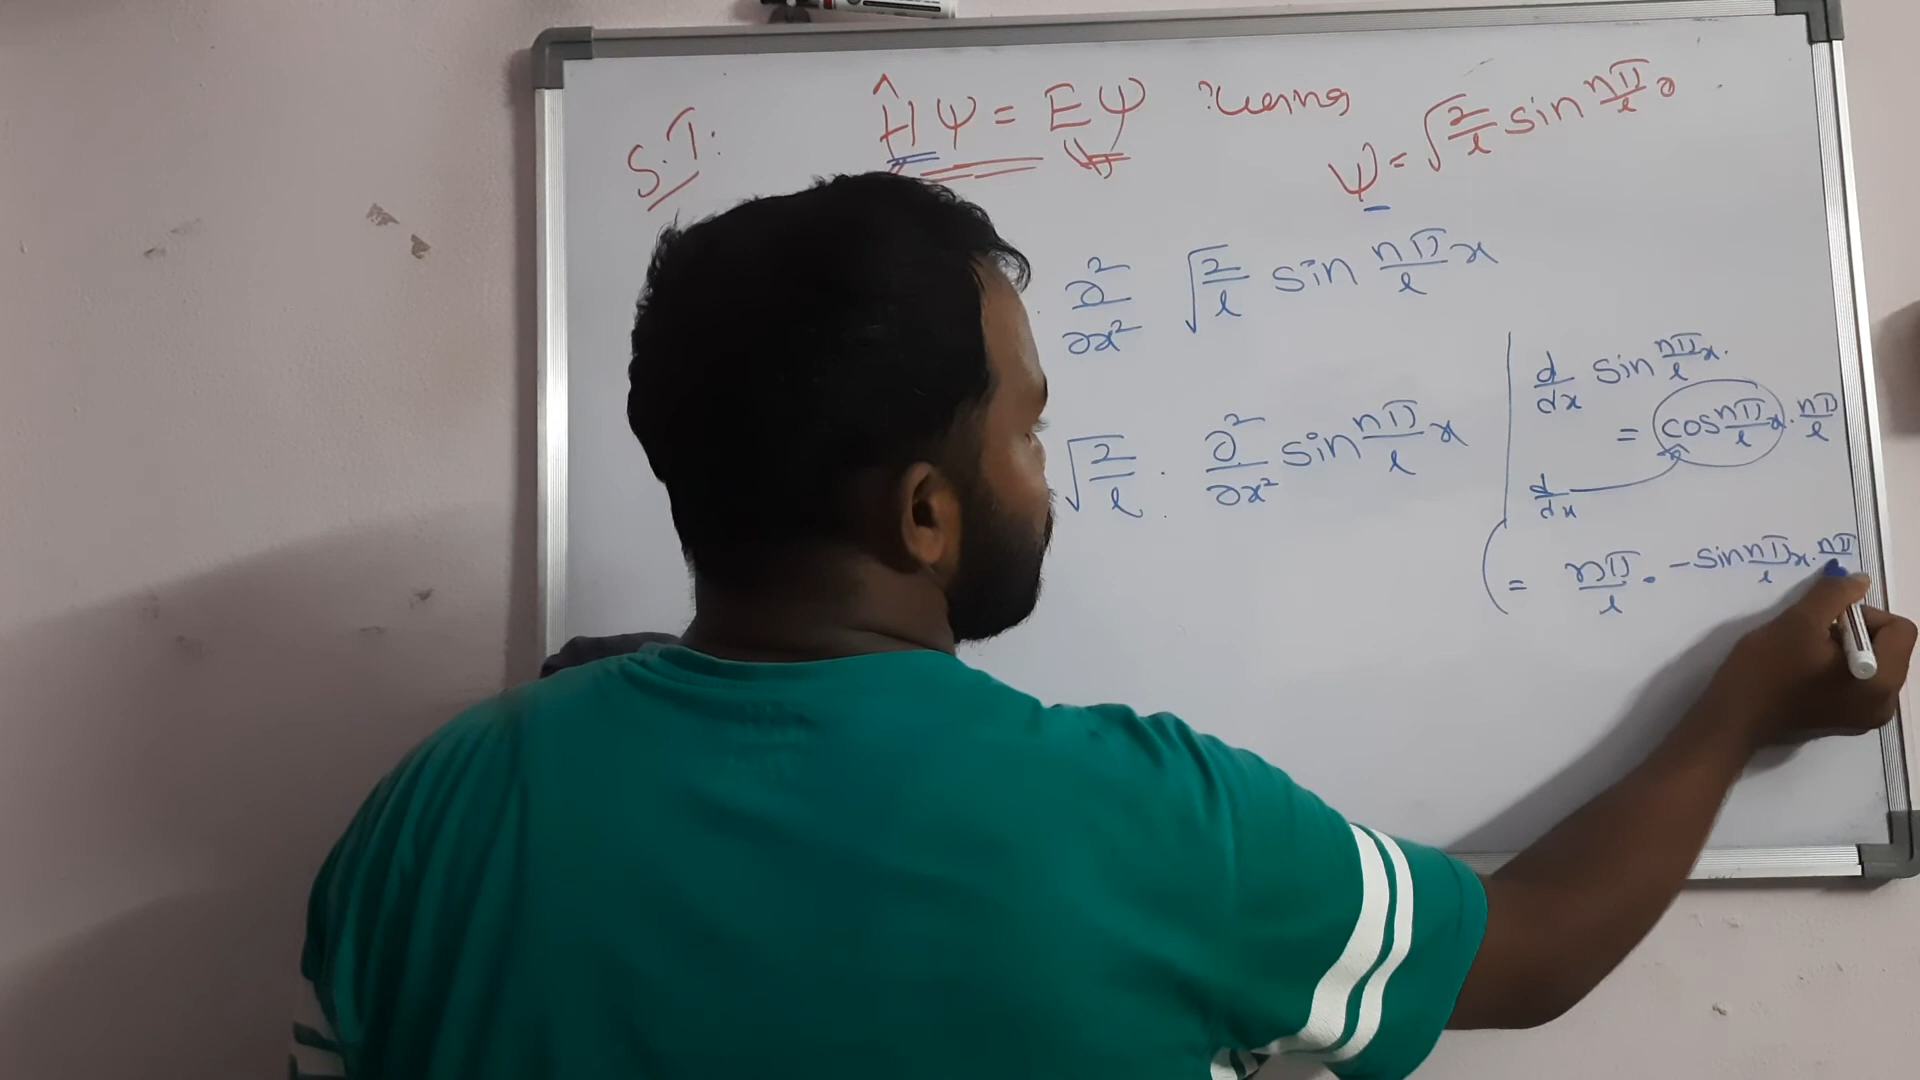 S.T: Ĥψ = Eψ using
ψ = √(2/l) sin nπ/l x
∂²/∂x² √(2/l) sin nπ/l x
√(2/l) . ∂²/∂x² sin nπ/l x
d/dx sin nπ/l x.
= cos nπ/l x . nπ/l
d/dx
= nπ/l . - sin nπ/l x . nπ